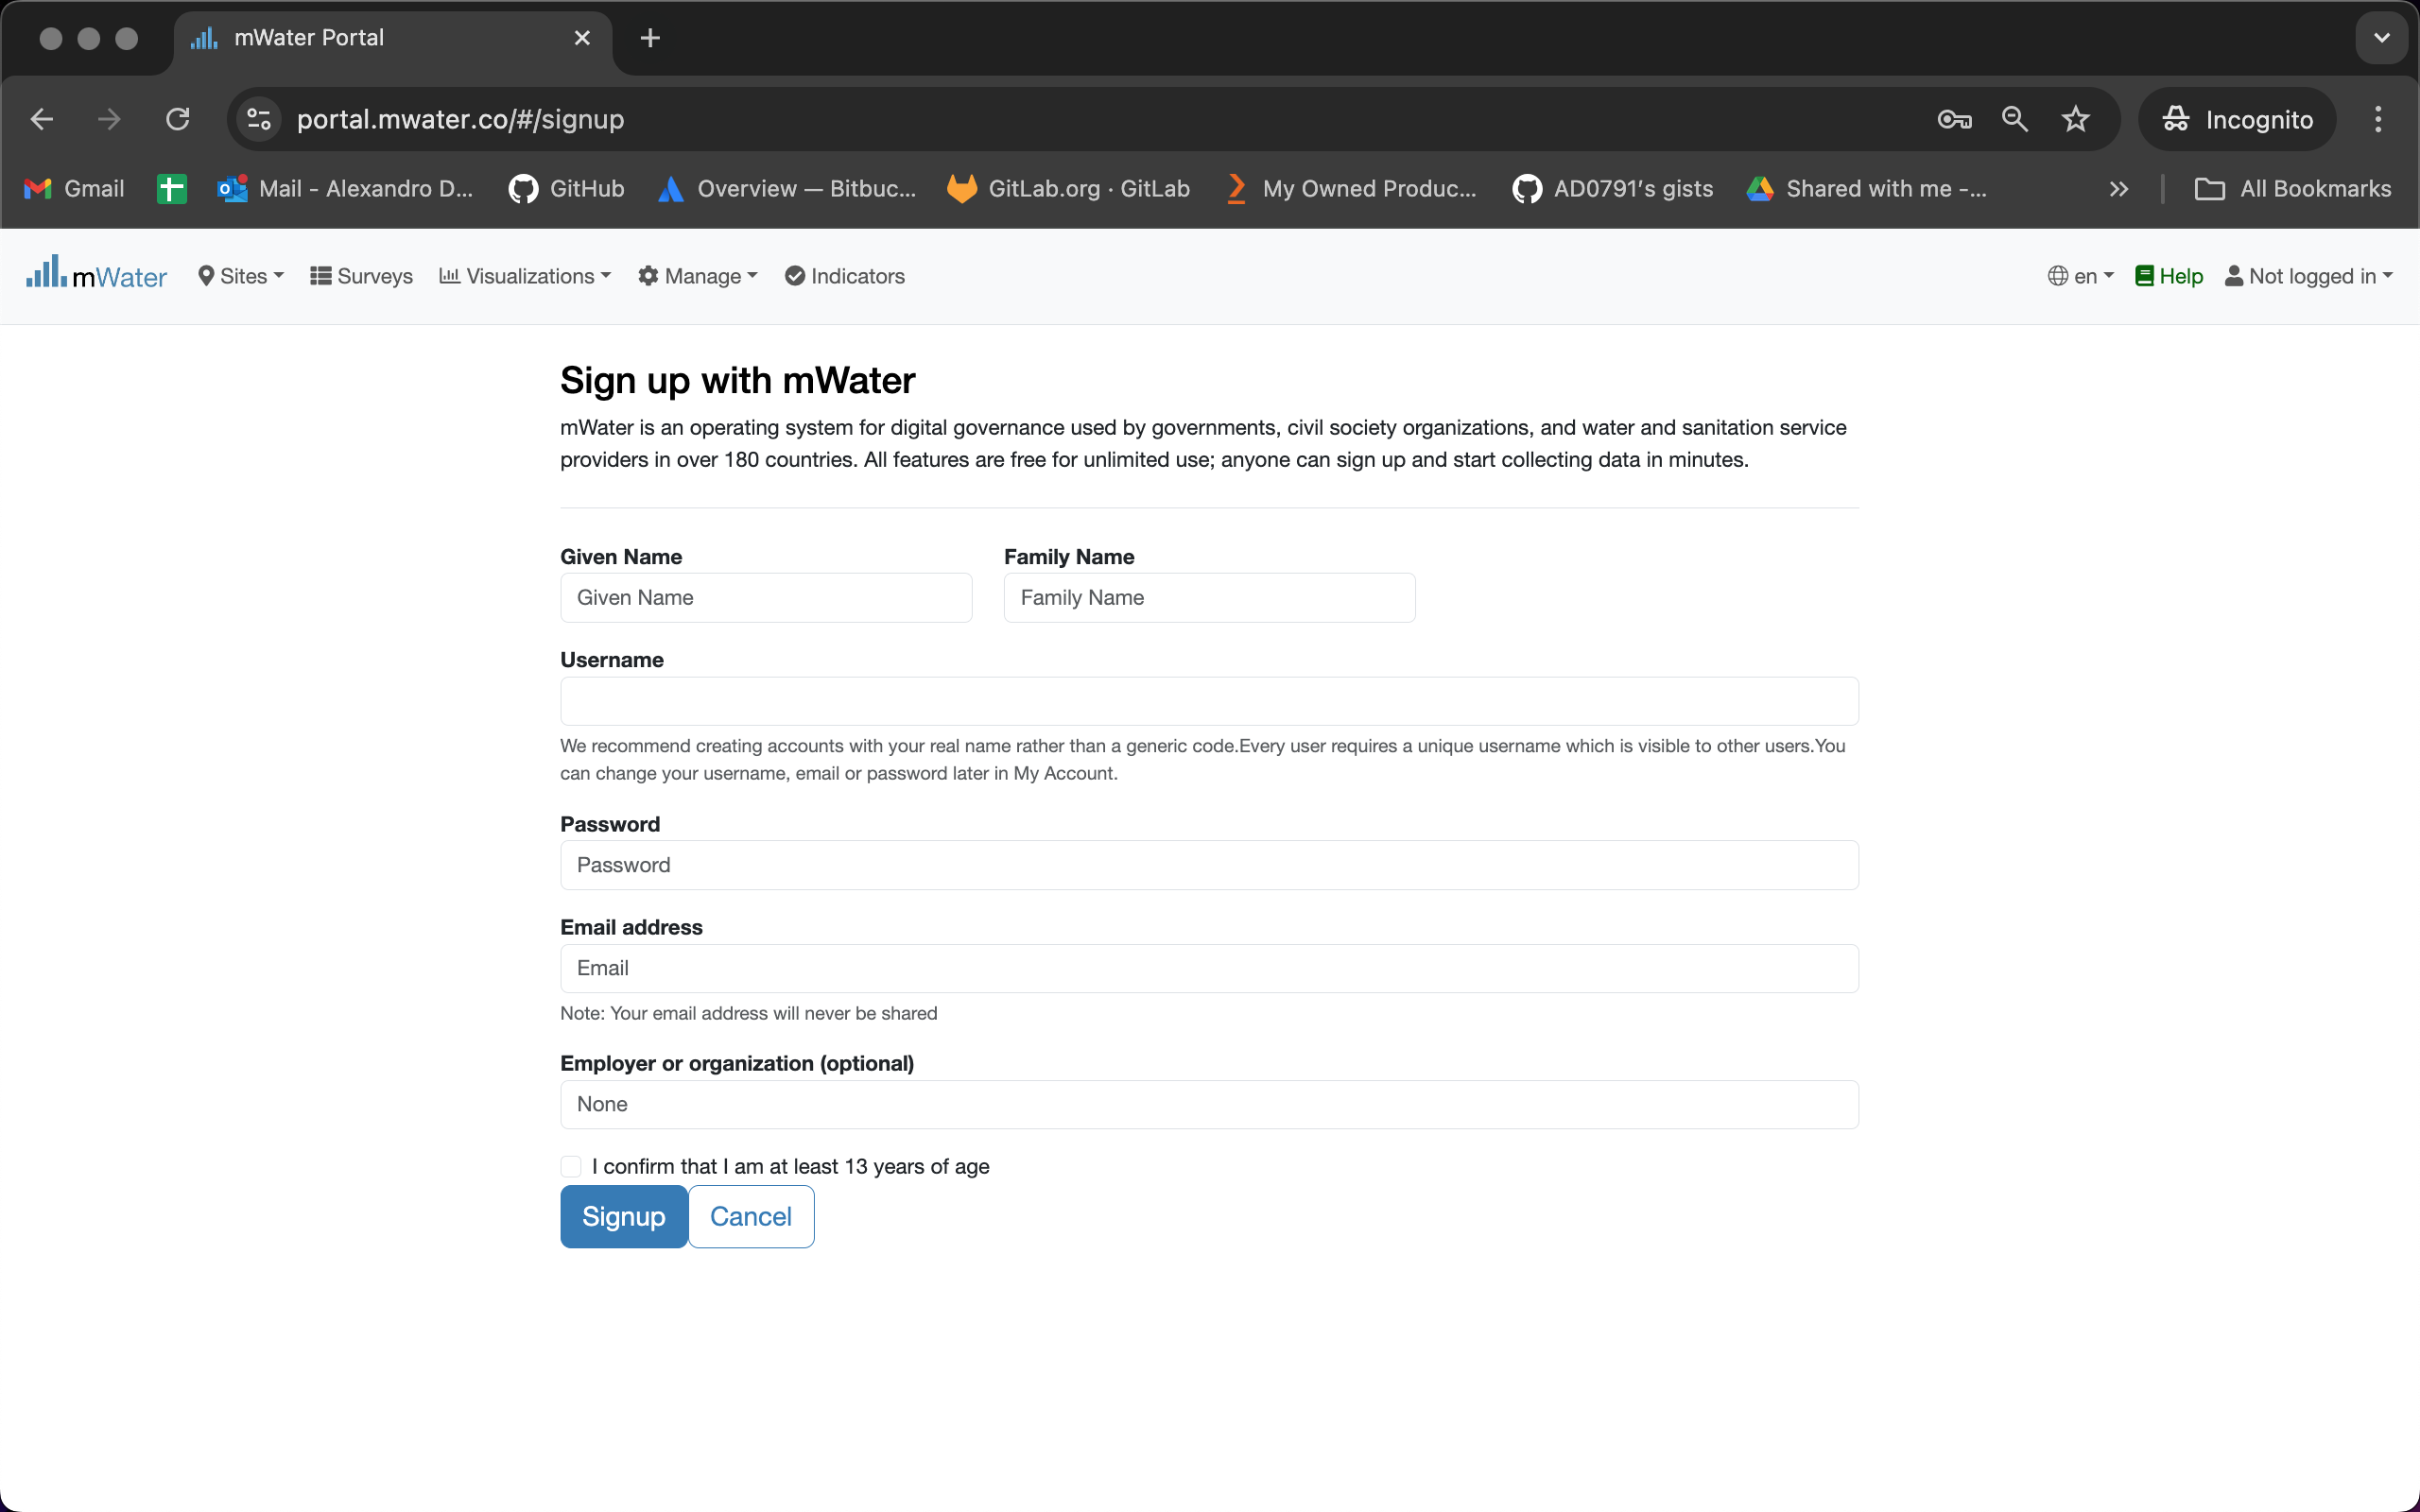 mWater Portal
portal.mwater.co/#/signup
Incognito
Gmail
Mail - Alexandro D...
GitHub
Overview — Bitbuc...
GitLab.org · GitLab
My Owned Produc...
AD0791's gists
Shared with me -...
All Bookmarks
mWater
Sites
Surveys
Visualizations
Manage
Indicators
en
Help
Not logged in
Sign up with mWater
mWater is an operating system for digital governance used by governments, civil society organizations, and water and sanitation service
providers in over 180 countries. All features are free for unlimited use; anyone can sign up and start collecting data in minutes.
Given Name
Family Name
Given Name
Family Name
Username
We recommend creating accounts with your real name rather than a generic code.Every user requires a unique username which is visible to other users.You
can change your username, email or password later in My Account.
Password
Password
Email address
Email
Note: Your email address will never be shared
Employer or organization (optional)
None
I confirm that I am at least 13 years of age
Signup
Cancel